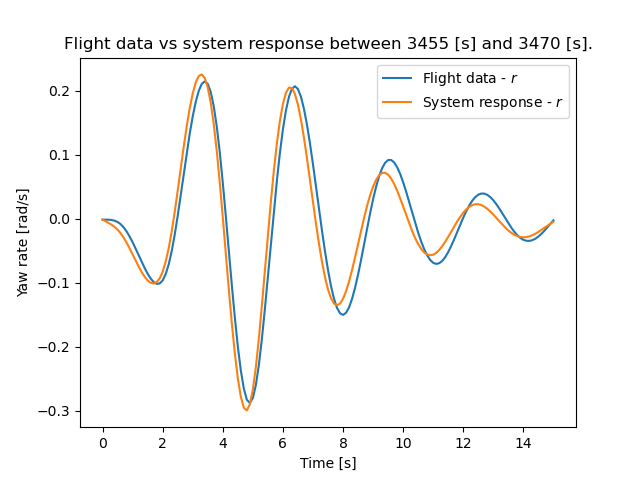 Flight data vs system response between 3455 [s] and 3470 [s].
Flight data - r
System response - r
Yaw rate [rad/s]
0.2
0.1
0.0
−0.1
−0.2
−0.3
0 2 4 6 8 10 12 14
Time [s]